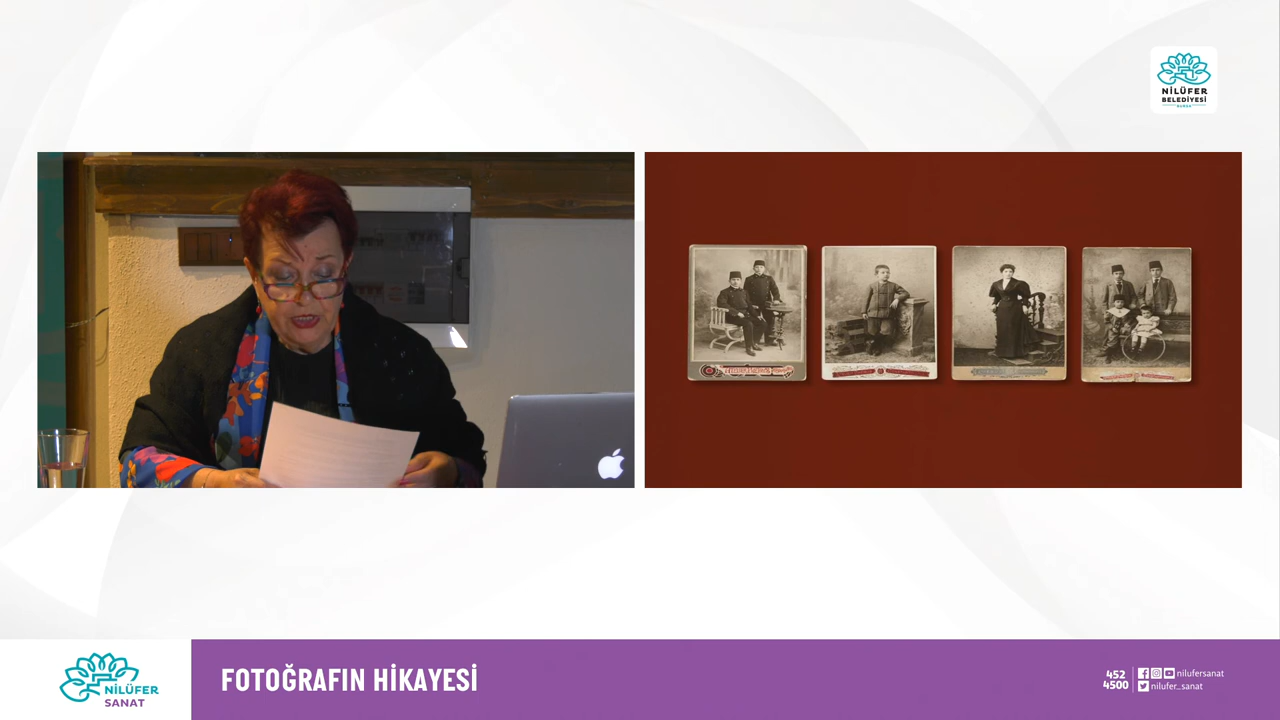 NİLÜFER
BELEDİYESİ
BURSA
NİLÜFER
SANAT
FOTOĞRAFIN HİKAYESİ
452
4500
nilufersanat
nilufer_sanat